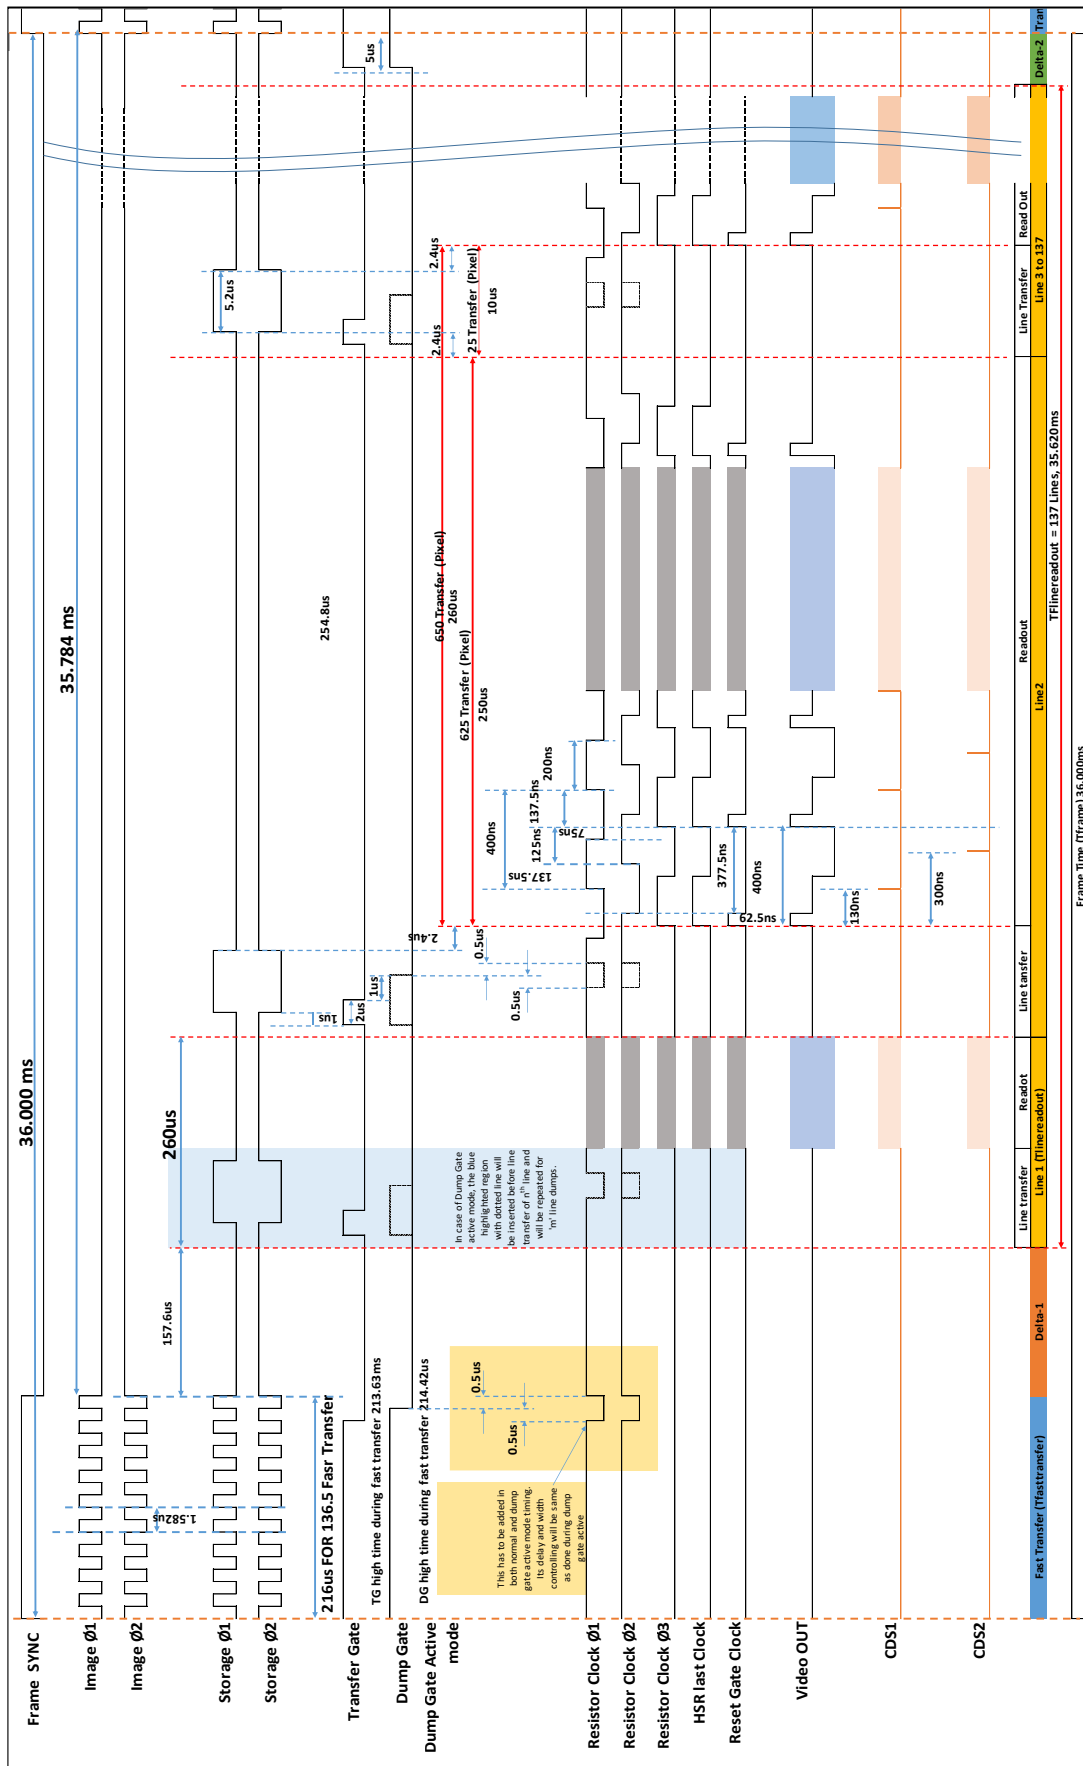 Frame SYNC
Image Ø1
Image Ø2
Storage Ø1
Storage Ø2
Transfer Gate
Dump Gate
Dump Gate Active
mode
Resistor Clock Ø1
Resistor Clock Ø2
Resistor Clock Ø3
HSR last Clock
Reset Gate Clock
Video OUT
CDS1
CDS2
36.000 ms
35.784 ms
1.582us
157.6us
260us
5.2us
216us FOR 136.5 Fasr Transfer
TG high time during fast transfer 213.63ms
DG high time during fast transfer 214.42us
1us
2us
1us
254.8us
5us
2.4us
2.4us
2.4us
650 Transfer (Pixel)
260us
625 Transfer (Pixel)
250us
25 Transfer (Pixel)
10us
0.5us
0.5us
0.5us
0.5us
This has to be added in
both normal and dump
gate active mode timing.
Its delay and width
controlling will be same
as done during dump
gate active
In case of Dump Gate
active mode, the blue
highlighted region
with dotted line will
be inserted before line
transfer of nth line and
will be repeated for
'm' line dumps.
400ns
137.5ns
125ns
137.5ns
200ns
75ns
377.5ns
62.5ns
400ns
130ns
300ns
Line transfer
Readot
Line tansfer
Readout
Line Transfer
Read Out
Fast Transfer (Tfasttransfer)
Delta-1
Line 1 (Tlinereadout)
Line2
Line 3 to 137
Delta-2
Tran
TFlinereadout = 137 Lines, 35.620ms
Frame Time (Tframe) 36.000ms